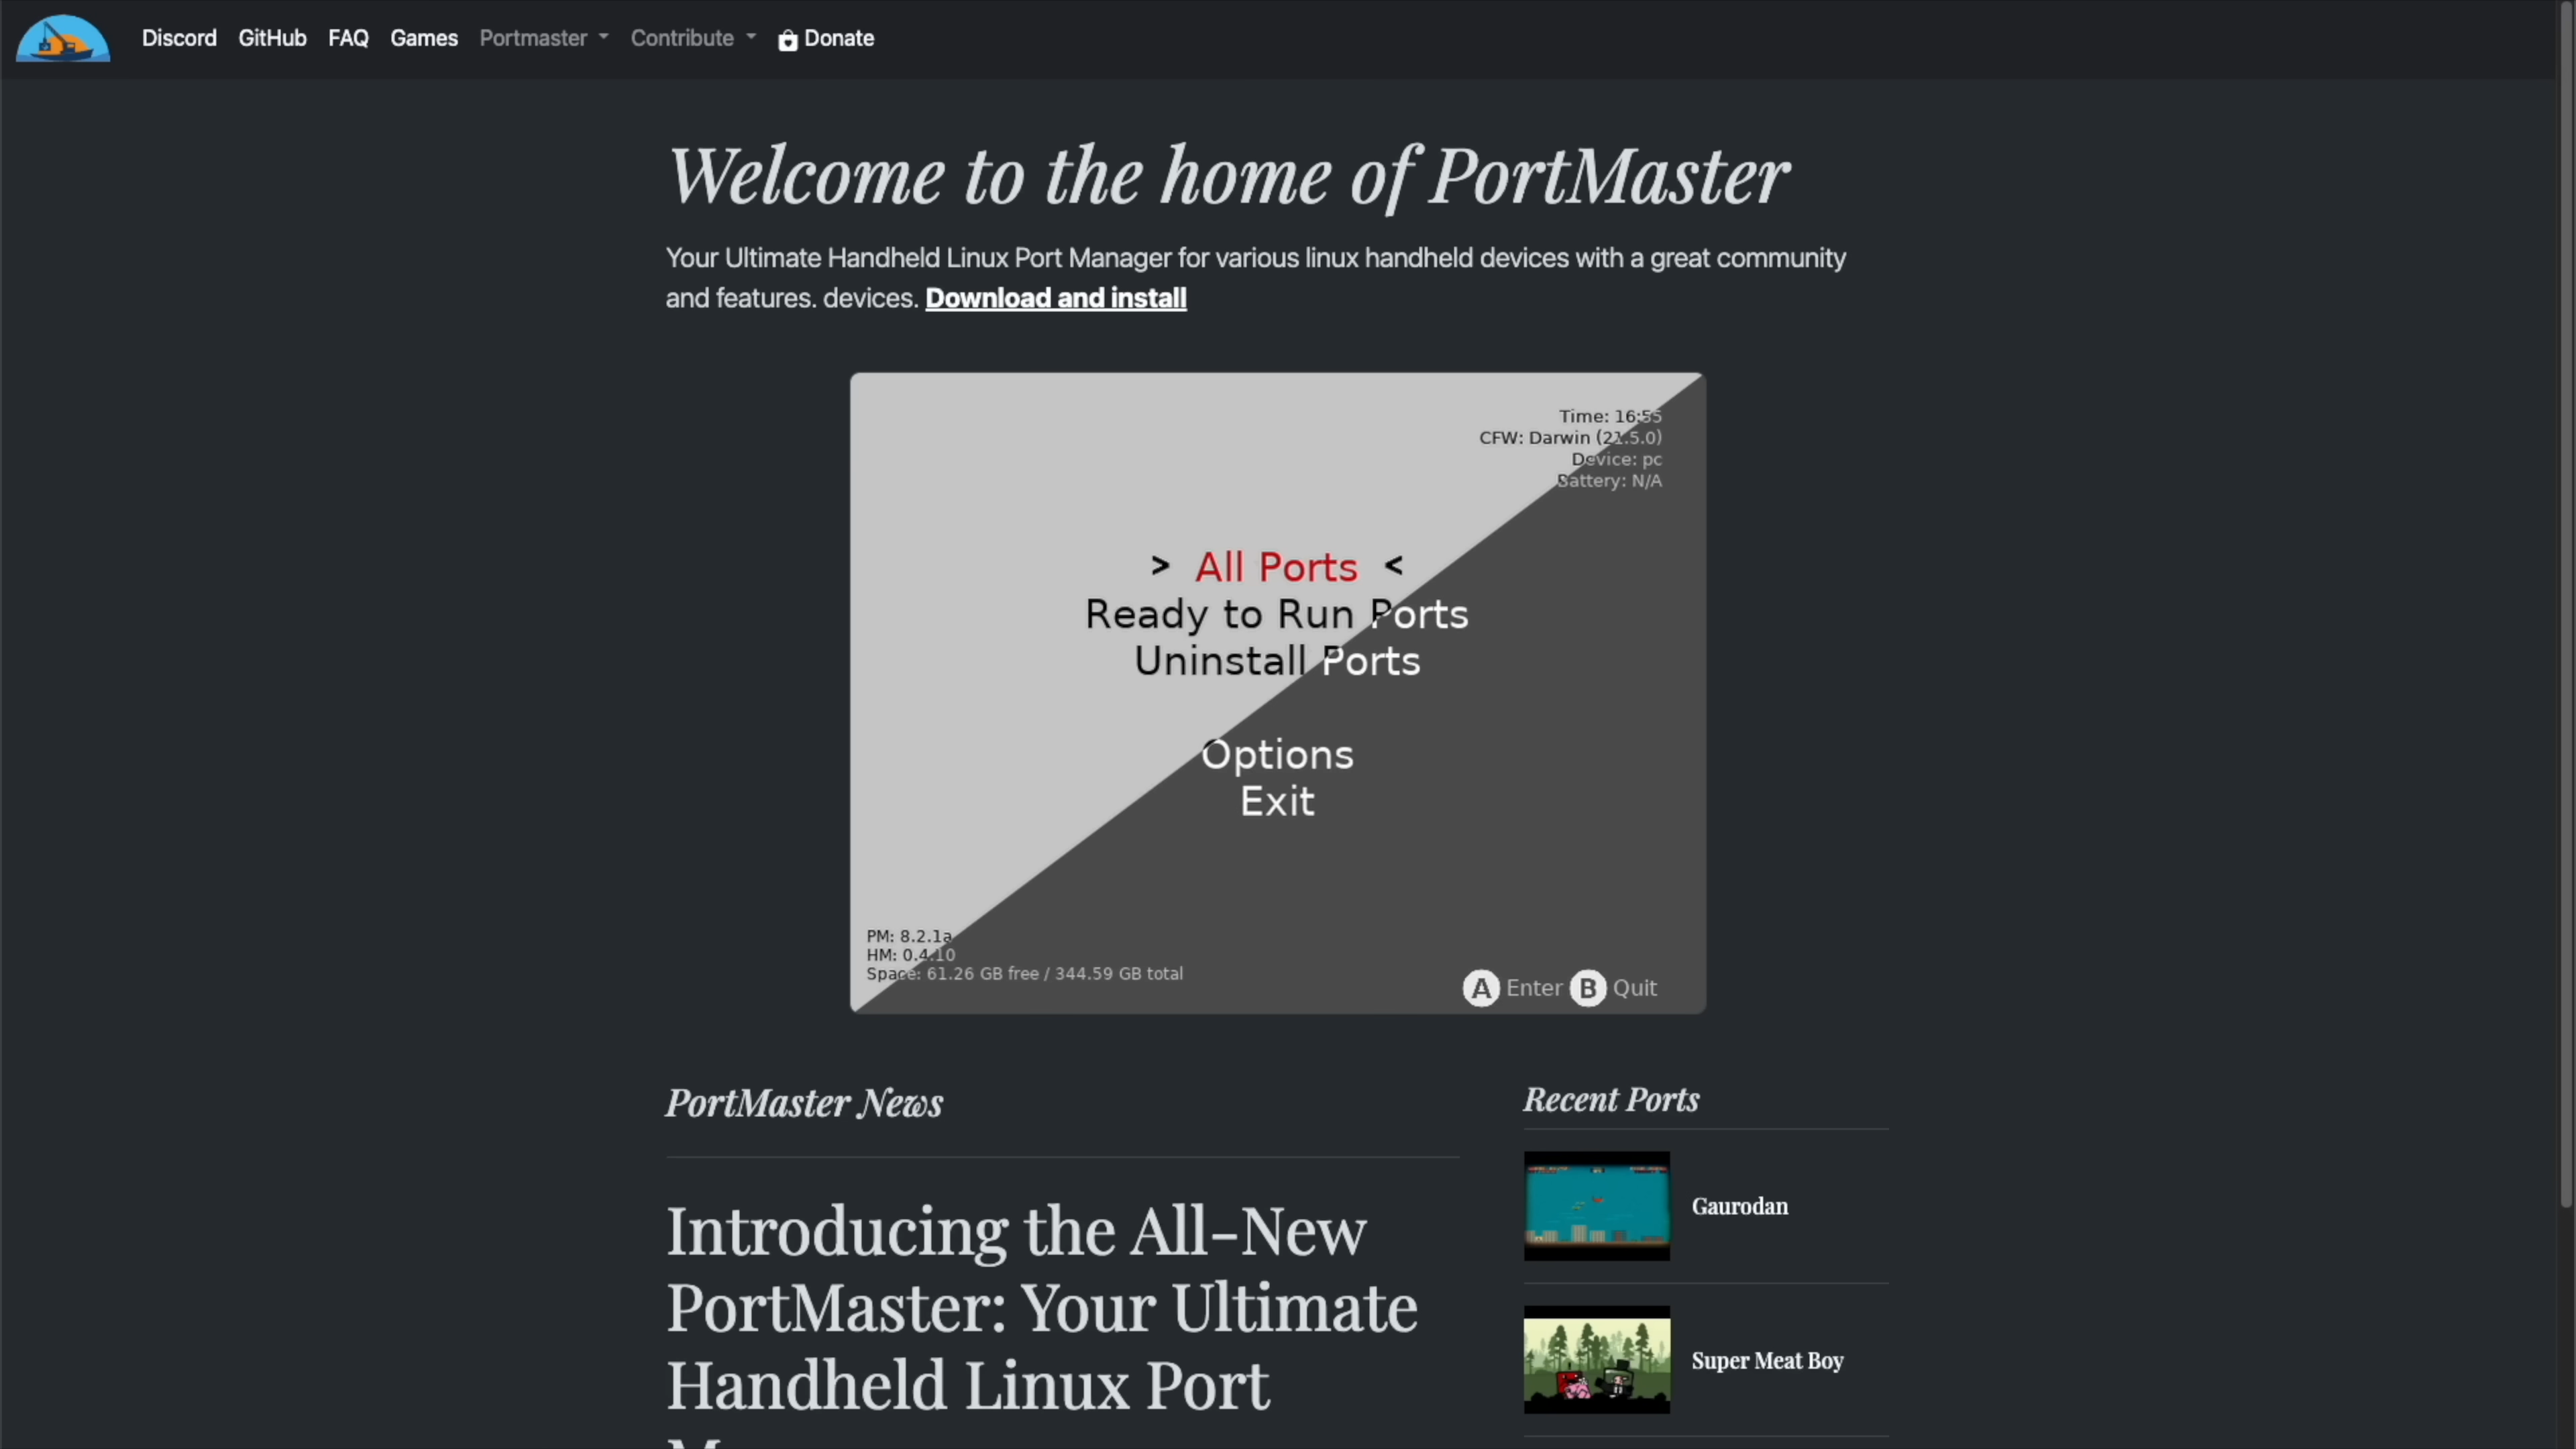 Discord GitHub FAQ Games Portmaster Contribute Donate
Welcome to the home of PortMaster
Your Ultimate Handheld Linux Port Manager for various linux handheld devices with a great community
and features. devices. Download and install
Time: 16:55
CFW: Darwin (21.5.0)
Device: pc
Battery: N/A
> All Ports <
Ready to Run Ports
Uninstall Ports
Options
Exit
PM: 8.2.1a
HM: 0.4.10
Space: 61.26 GB free / 344.59 GB total
A Enter B Quit
PortMaster News
Introducing the All-New
PortMaster: Your Ultimate
Handheld Linux Port
Recent Ports
Gaurodan
Super Meat Boy